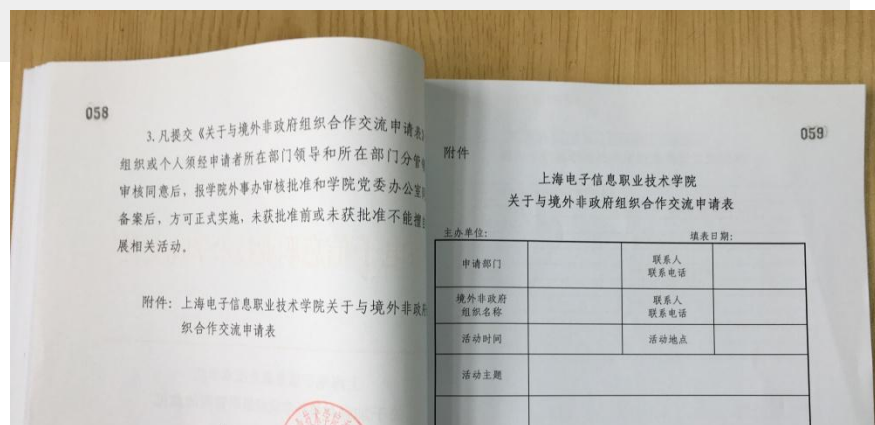 058
3. 凡提交《关于与境外非政府组织合作交流申请表
组织或个人须经申请者所在部门领导和所在部门分管
审核同意后，报学院外事办审核批准和学院党委办公室
备案后，方可正式实施，未获批准前或未获批准不能擅
展相关活动。
附件：上海电子信息职业技术学院关于与境外非政府
织合作交流申请表
059
附件
上海电子信息职业技术学院
关于与境外非政府组织合作交流申请表
主办单位： 填表日期：
申请部门 联系人
联系电话
境外非政府
组织名称 联系人
联系电话
活动时间 活动地点
活动主题